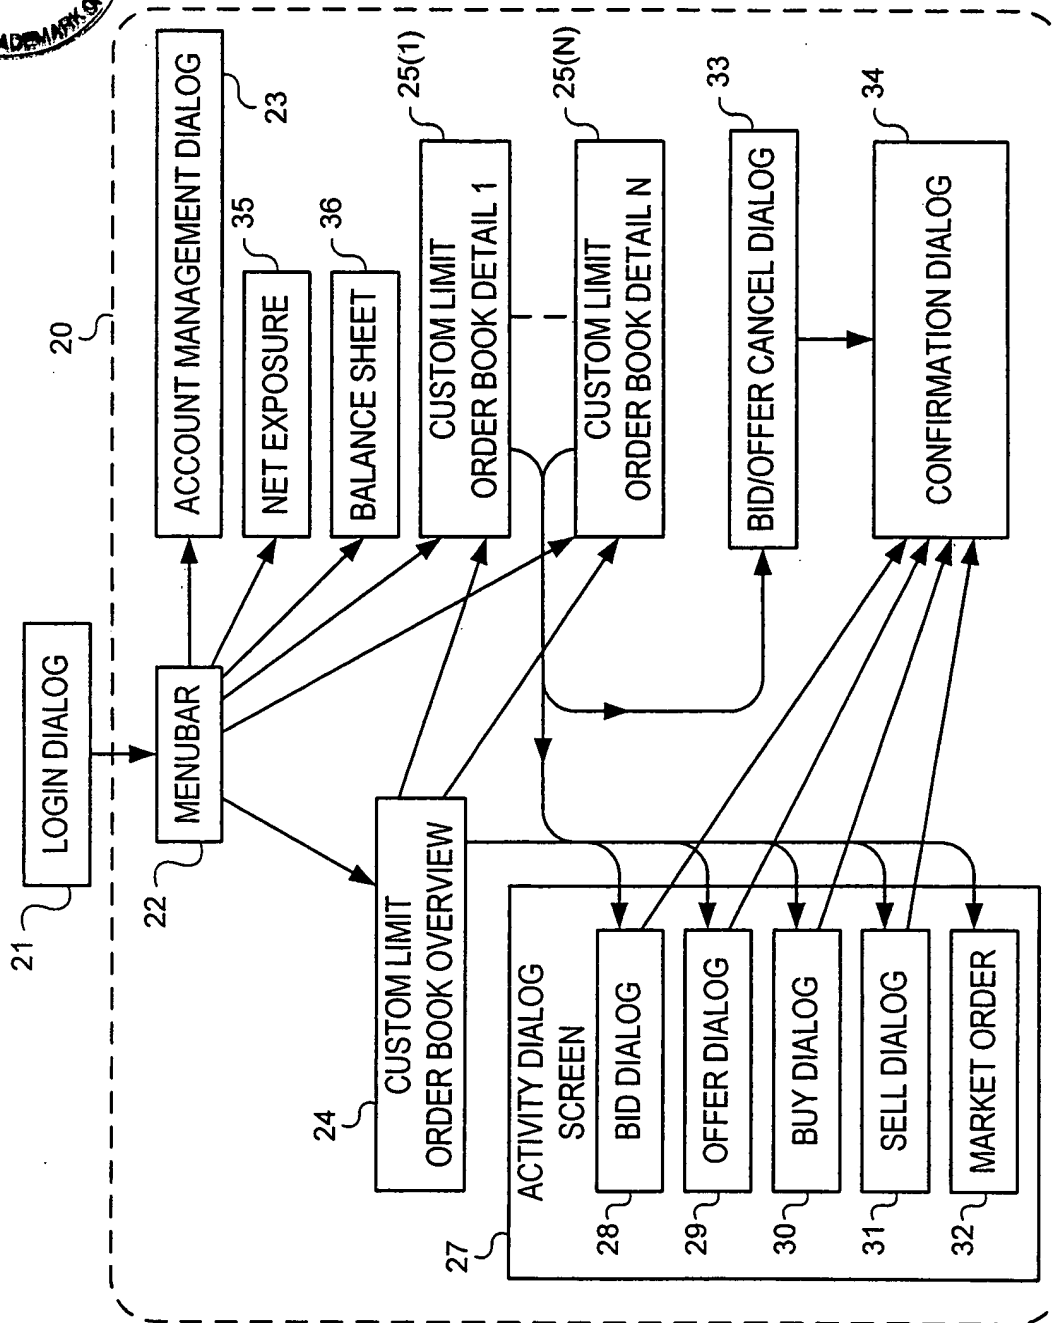 20
LOGIN DIALOG
21
MENUBAR
22
ACCOUNT MANAGEMENT DIALOG
23
NET EXPOSURE
35
BALANCE SHEET
36
CUSTOM LIMIT
ORDER BOOK OVERVIEW
24
CUSTOM LIMIT
ORDER BOOK DETAIL 1
25(1)
CUSTOM LIMIT
ORDER BOOK DETAIL N
25(N)
ACTIVITY DIALOG
SCREEN
27
BID DIALOG
28
OFFER DIALOG
29
BUY DIALOG
30
SELL DIALOG
31
MARKET ORDER
32
BID/OFFER CANCEL DIALOG
33
CONFIRMATION DIALOG
34